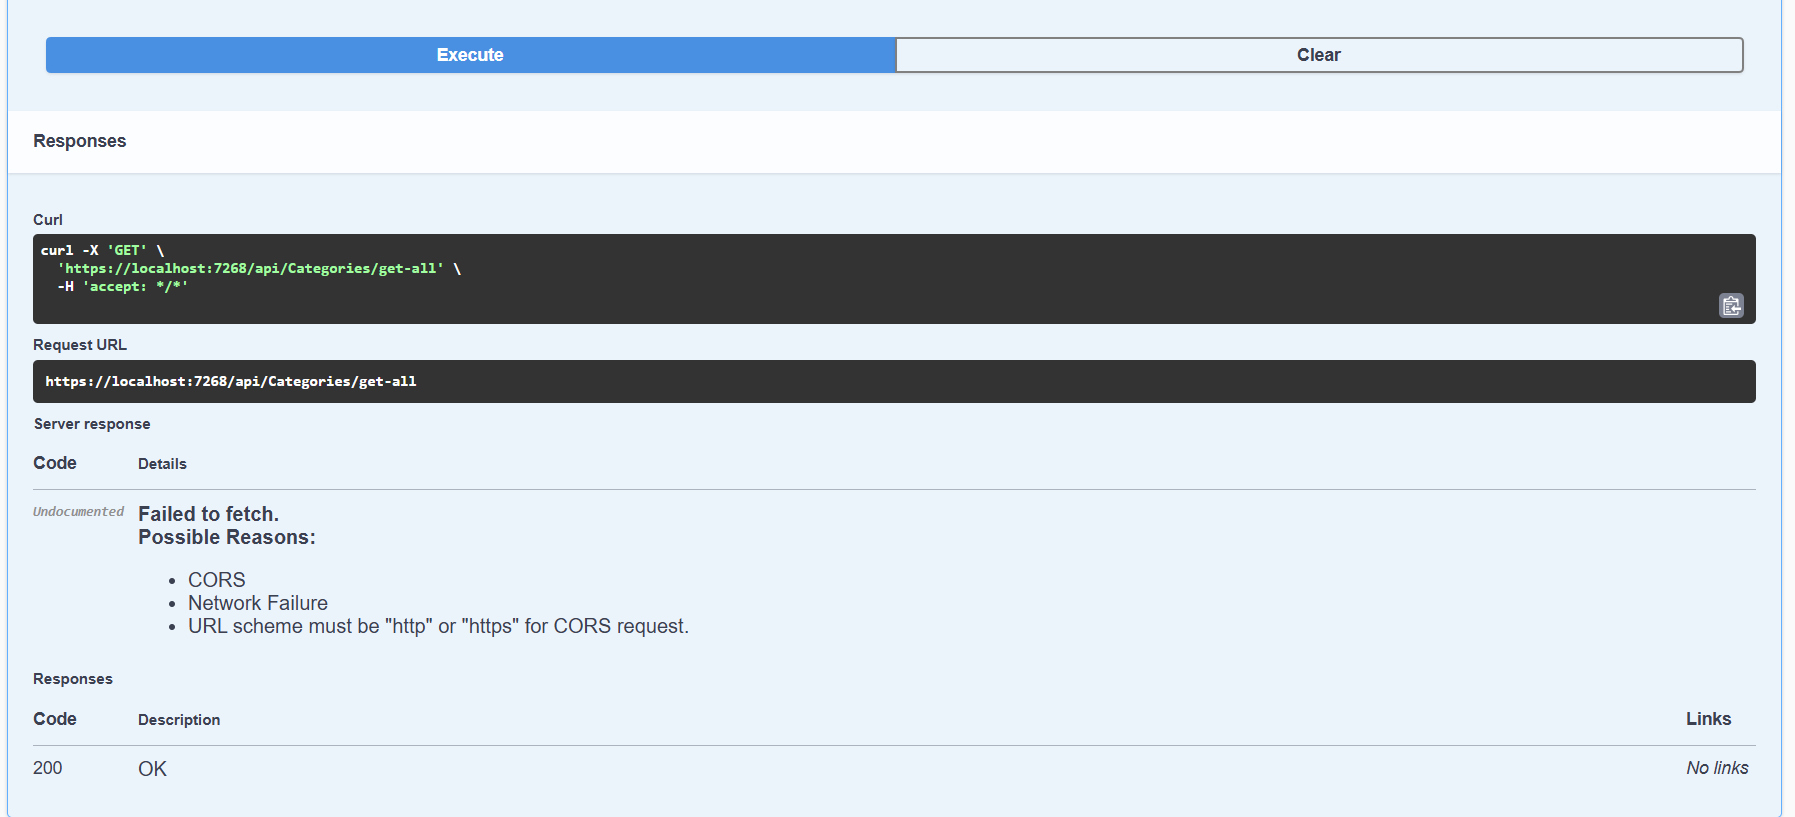 Execute
Clear
Responses
Curl
curl -X 'GET' \
  'https://localhost:7268/api/Categories/get-all' \
  -H 'accept: */*'
Request URL
https://localhost:7268/api/Categories/get-all
Server response
Code Details
Undocumented Failed to fetch.
Possible Reasons:
• CORS
• Network Failure
• URL scheme must be "http" or "https" for CORS request.
Responses
Code Description Links
200 OK No links